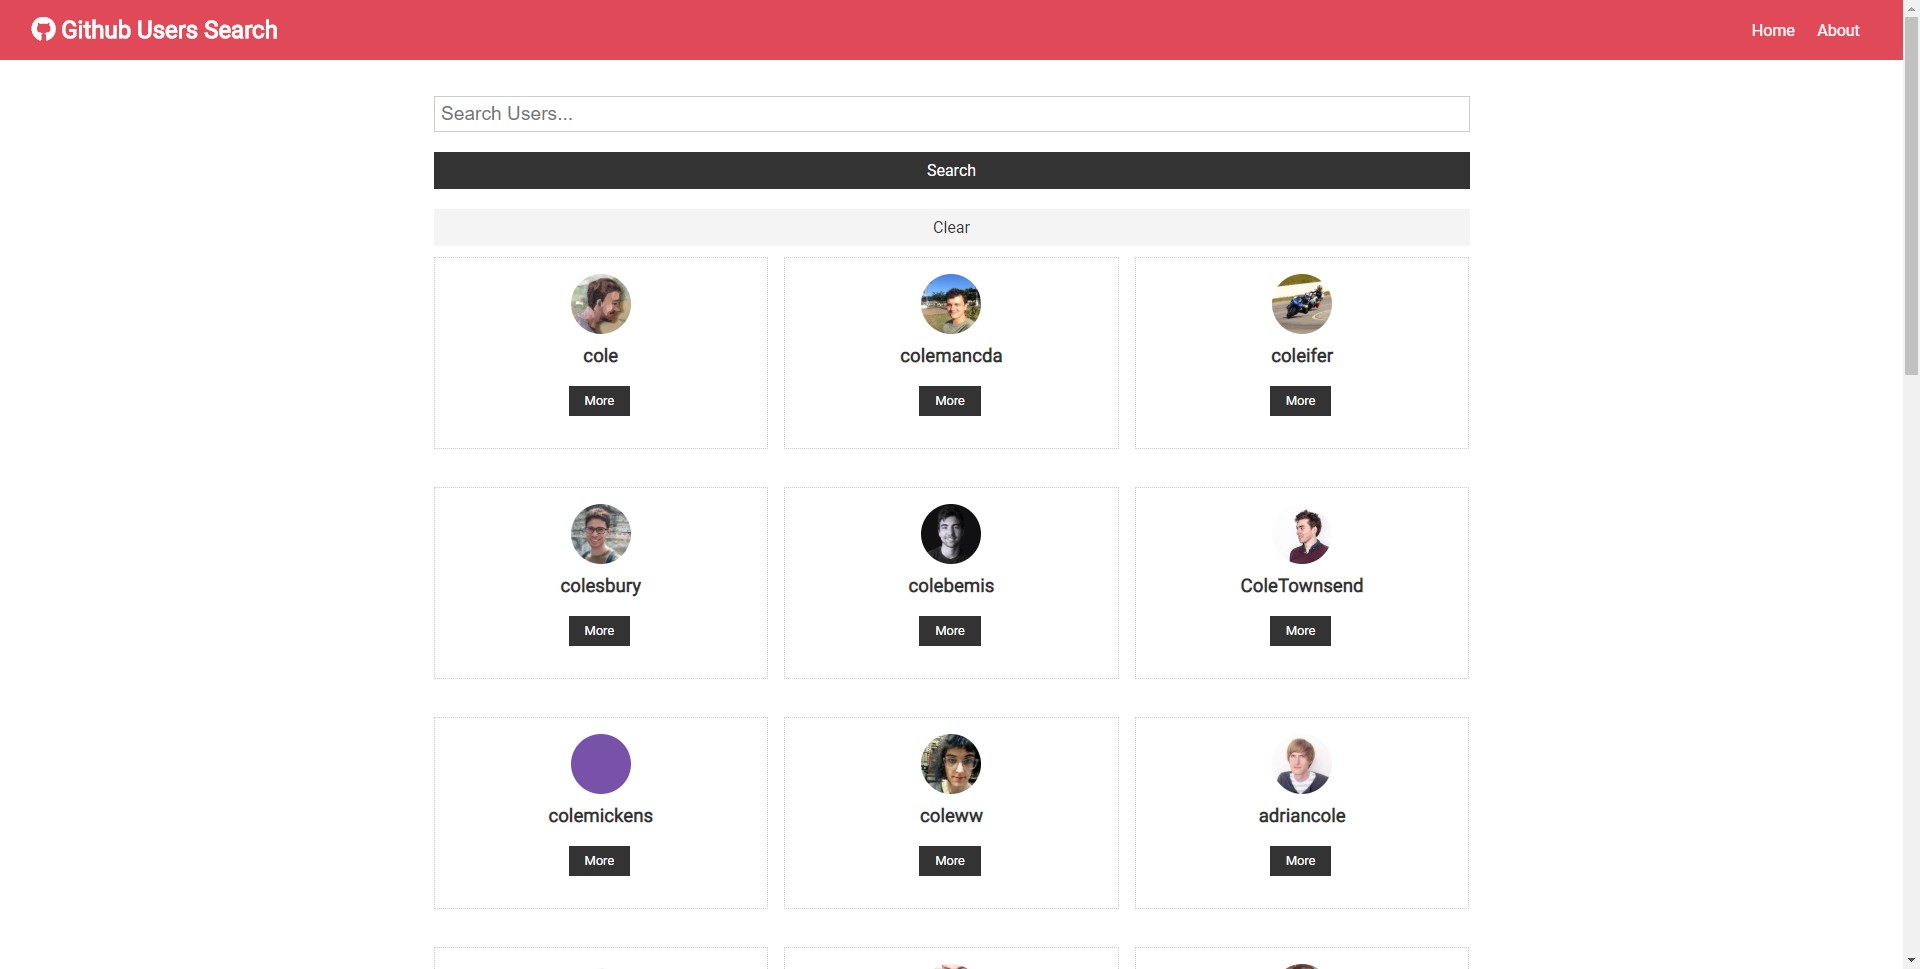 Github Users Search
Home About
Search Users...
Search
Clear
cole colemancda coleifer
More More More
colesbury colebemis ColeTownsend
More More More
colemickens coleww adriancole
More More More